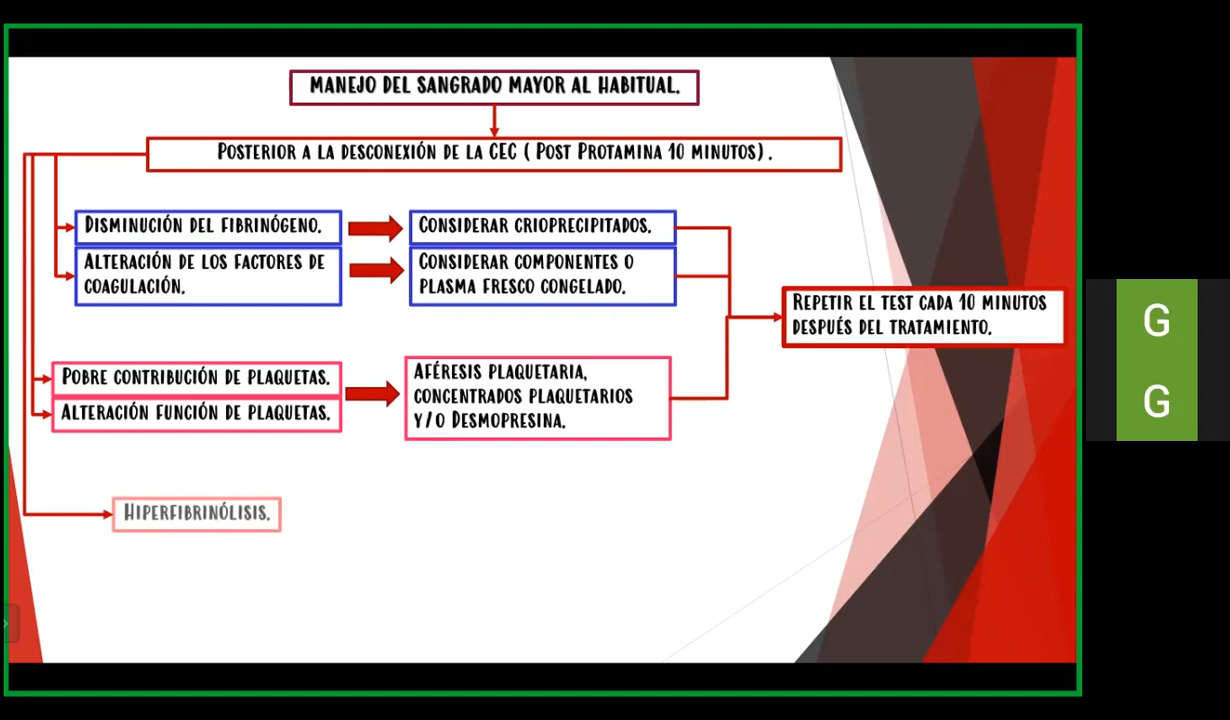 MANEJO DEL SANGRADO MAYOR AL HABITUAL.
POSTERIOR A LA DESCONEXIÓN DE LA CEC ( POST PROTAMINA 10 MINUTOS) .
DISMINUCIÓN DEL FIBRINÓGENO.
CONSIDERAR CRIOPRECIPITADOS.
ALTERACIÓN DE LOS FACTORES DE
COAGULACIÓN.
CONSIDERAR COMPONENTES O
PLASMA FRESCO CONGELADO.
REPETIR EL TEST CADA 10 MINUTOS
DESPUÉS DEL TRATAMIENTO.
POBRE CONTRIBUCIÓN DE PLAQUETAS.
ALTERACIÓN FUNCIÓN DE PLAQUETAS.
AFÉRESIS PLAQUETARIA,
CONCENTRADOS PLAQUETARIOS
Y/O DESMOPRESINA.
HIPERFIBRINÓLISIS.
G
G